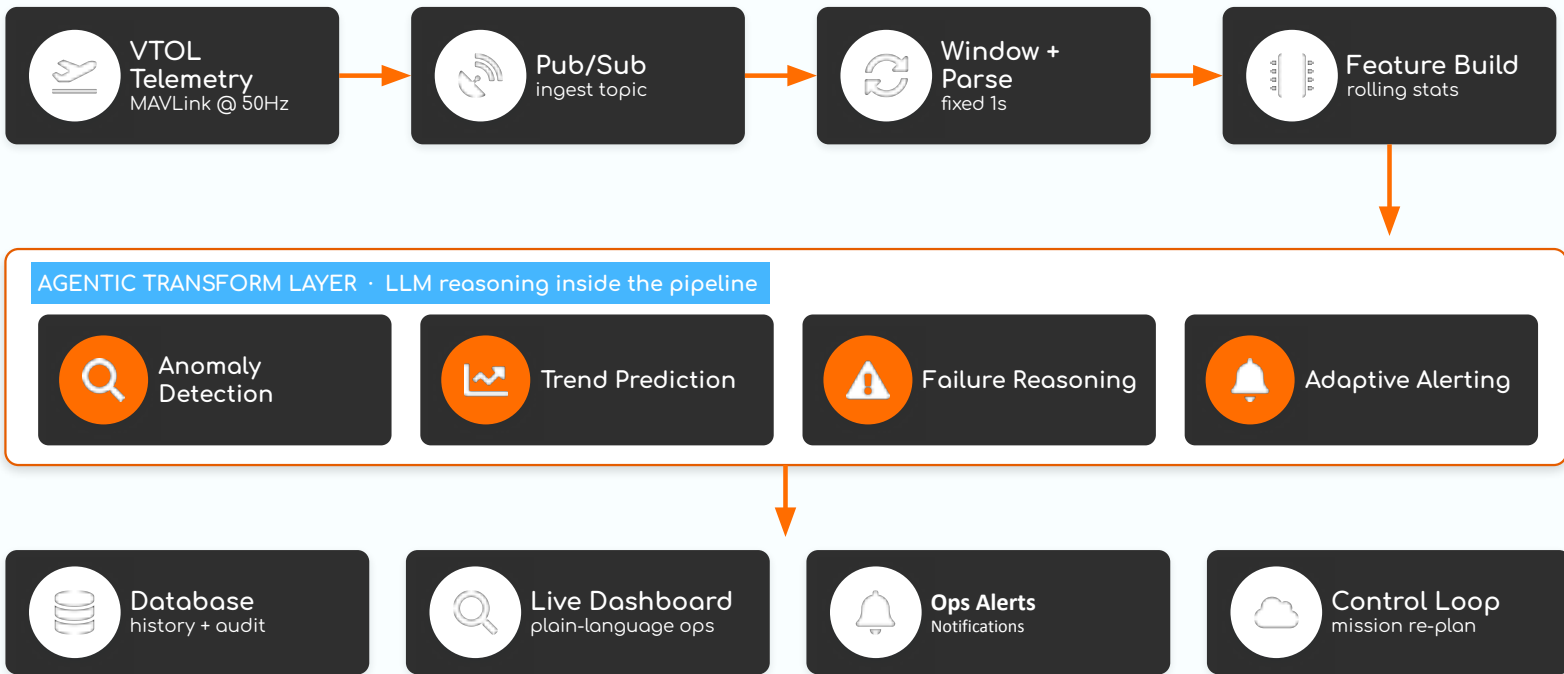 VTOL
Telemetry
MAVLink @ 50Hz
Pub/Sub
ingest topic
Window +
Parse
fixed 1s
Feature Build
rolling stats
AGENTIC TRANSFORM LAYER · LLM reasoning inside the pipeline
Anomaly
Detection
Trend Prediction
Failure Reasoning
Adaptive Alerting
Database
history + audit
Live Dashboard
plain-language ops
Ops Alerts
Notifications
Control Loop
mission re-plan